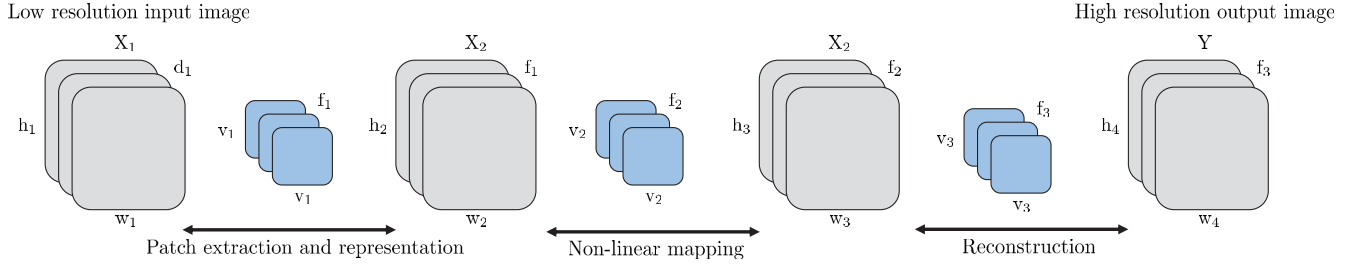 Low resolution input image
High resolution output image
X₁
X₂
X₂
Y
d₁
f₁
f₂
f₃
f₁
f₂
f₃
h₁
v₁
h₂
v₂
h₃
v₃
h₄
v₁
v₂
v₃
w₁
w₂
w₃
w₄
Patch extraction and representation
Non-linear mapping
Reconstruction